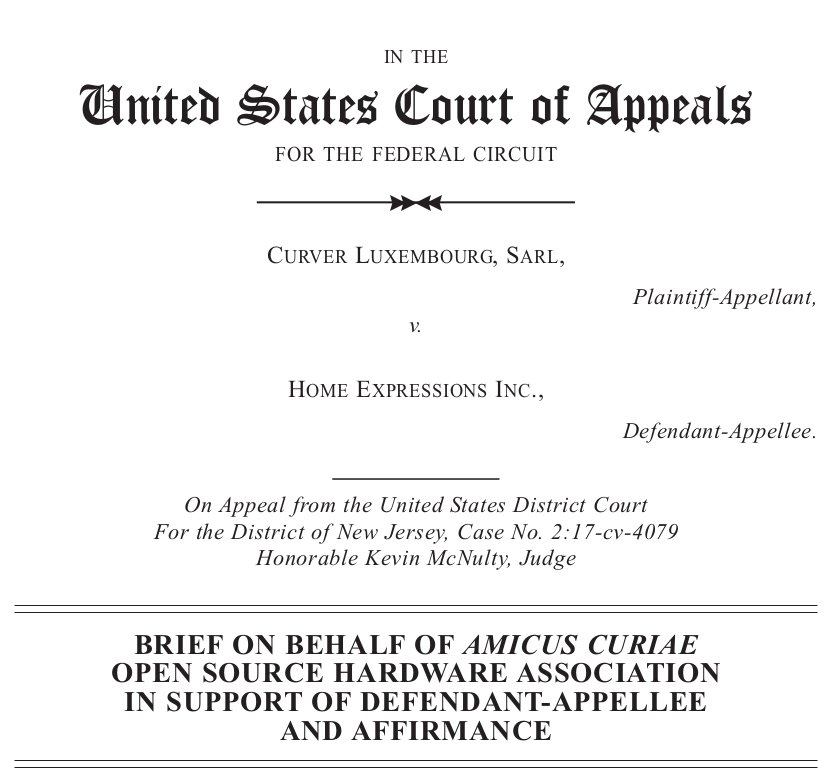 IN THE
United States Court of Appeals
FOR THE FEDERAL CIRCUIT
CURVER LUXEMBOURG, SARL,
Plaintiff-Appellant,
v.
HOME EXPRESSIONS INC.,
Defendant-Appellee.
On Appeal from the United States District Court
For the District of New Jersey, Case No. 2:17-cv-4079
Honorable Kevin McNulty, Judge
BRIEF ON BEHALF OF AMICUS CURIAE
OPEN SOURCE HARDWARE ASSOCIATION
IN SUPPORT OF DEFENDANT-APPELLEE
AND AFFIRMANCE